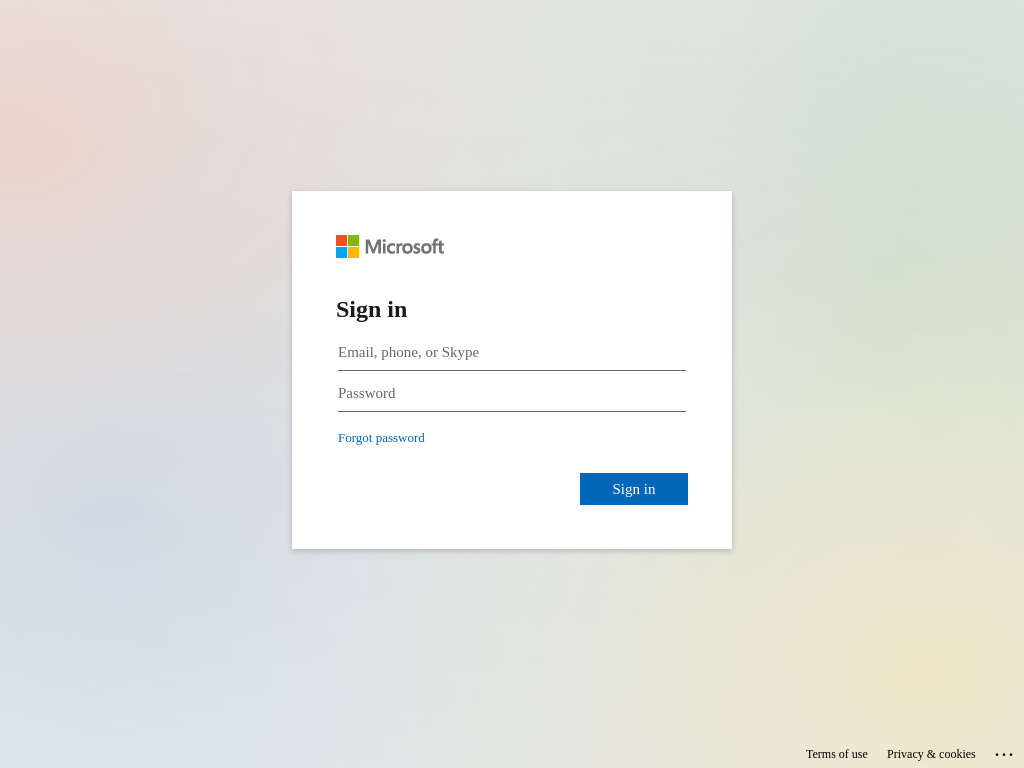 Microsoft
Sign in
Email, phone, or Skype
Password
Forgot password
Sign in
Terms of use Privacy & cookies ...